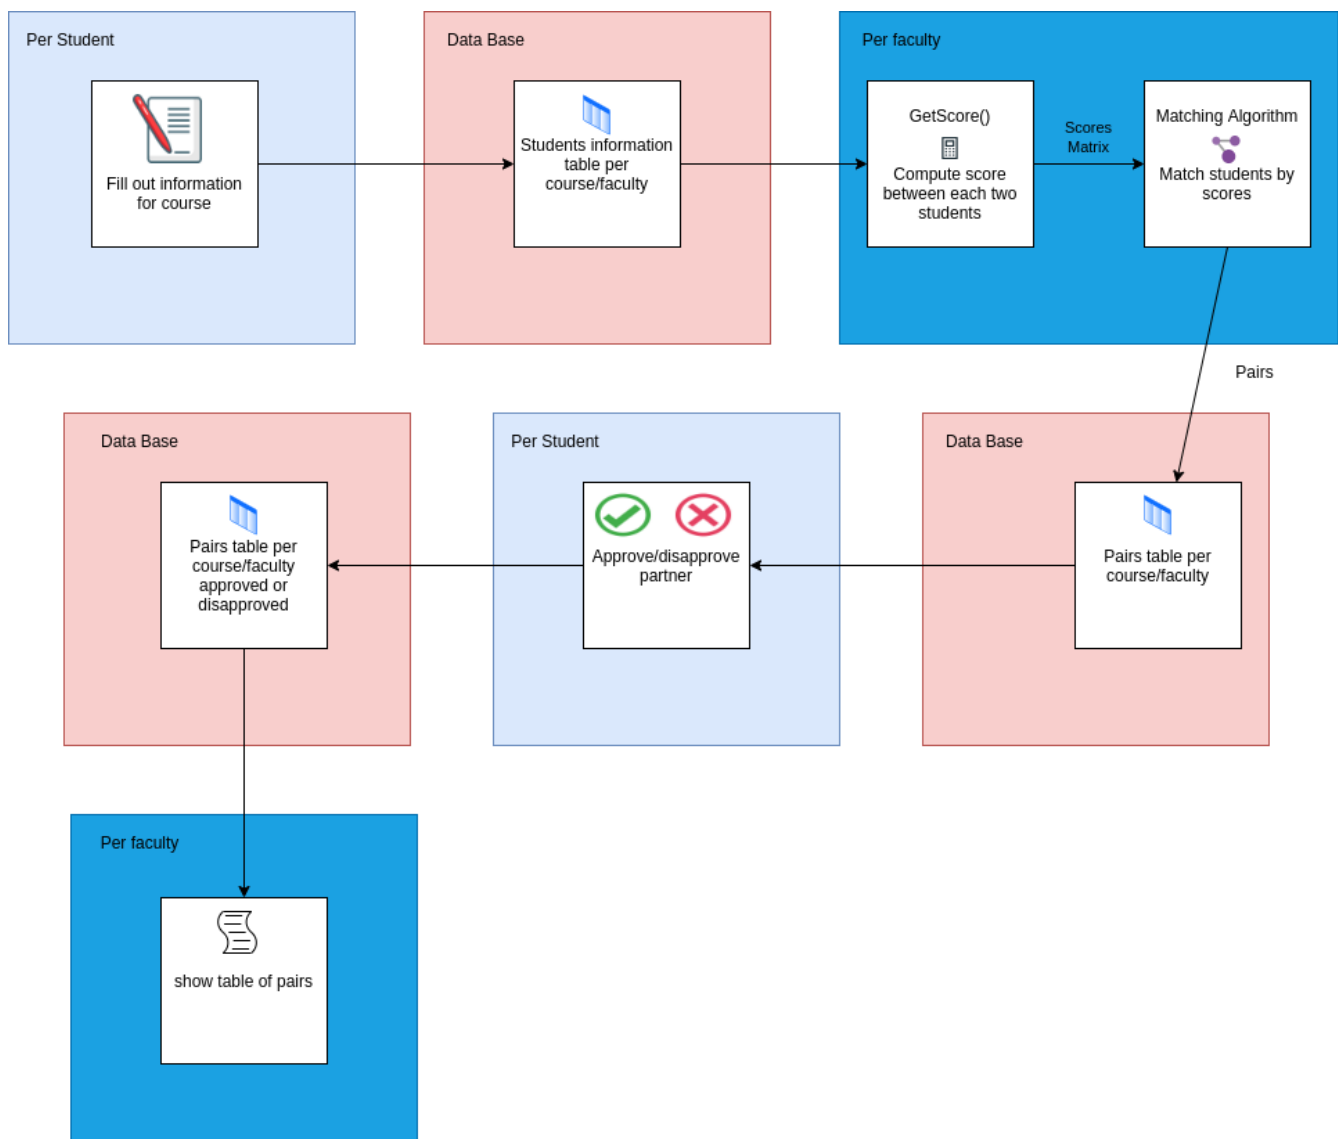 Per Student
Fill out information
for course
Data Base
Students information
table per
course/faculty
Per faculty
GetScore()
Compute score
between each two
students
Scores
Matrix
Matching Algorithm
Match students by
scores
Pairs
Data Base
Pairs table per
course/faculty
approved or
disapproved
Per Student
Approve/disapprove
partner
Data Base
Pairs table per
course/faculty
Per faculty
show table of pairs